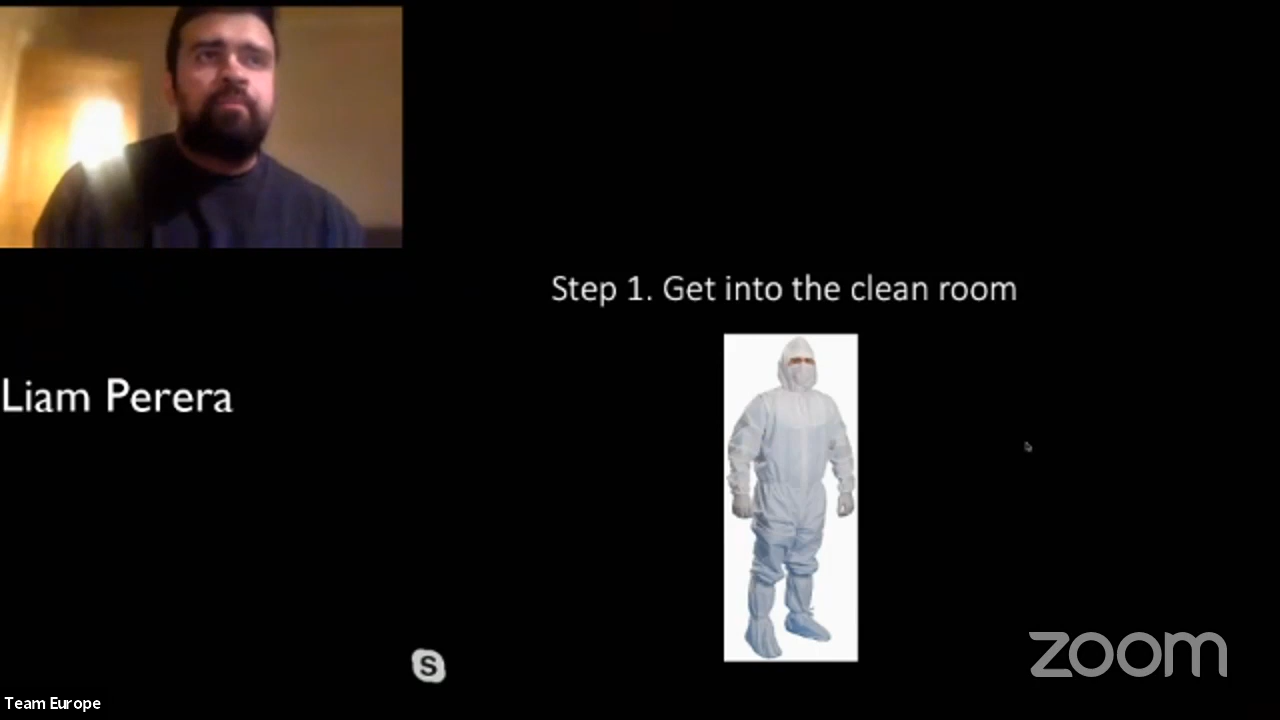 Step 1. Get into the clean room
Liam Perera
S
zoom
Team Europe